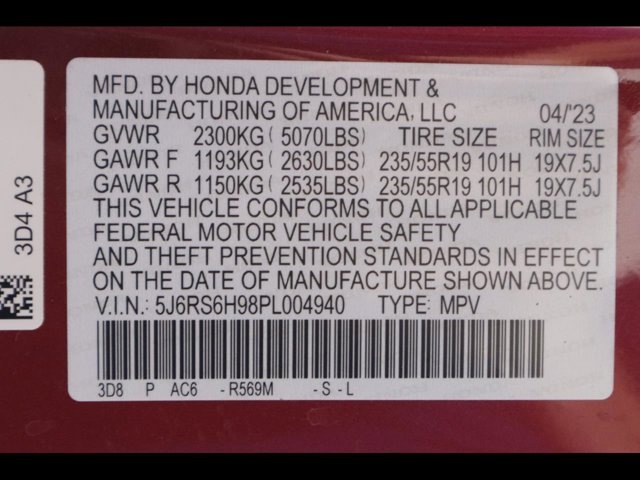 MFD. BY HONDA DEVELOPMENT &
MANUFACTURING OF AMERICA, LLC 04/'23
GVWR 2300KG (5070LBS) TIRE SIZE RIM SIZE
GAWR F 1193KG (2630LBS) 235/55R19 101H 19X7.5J
GAWR R 1150KG (2535LBS) 235/55R19 101H 19X7.5J
THIS VEHICLE CONFORMS TO ALL APPLICABLE
FEDERAL MOTOR VEHICLE SAFETY
AND THEFT PREVENTION STANDARDS IN EFFECT
ON THE DATE OF MANUFACTURE SHOWN ABOVE.
V.I.N.: 5J6RS6H98PL004940 TYPE: MPV
3D8 P AC6 -R569M -S-L
3D4 A3